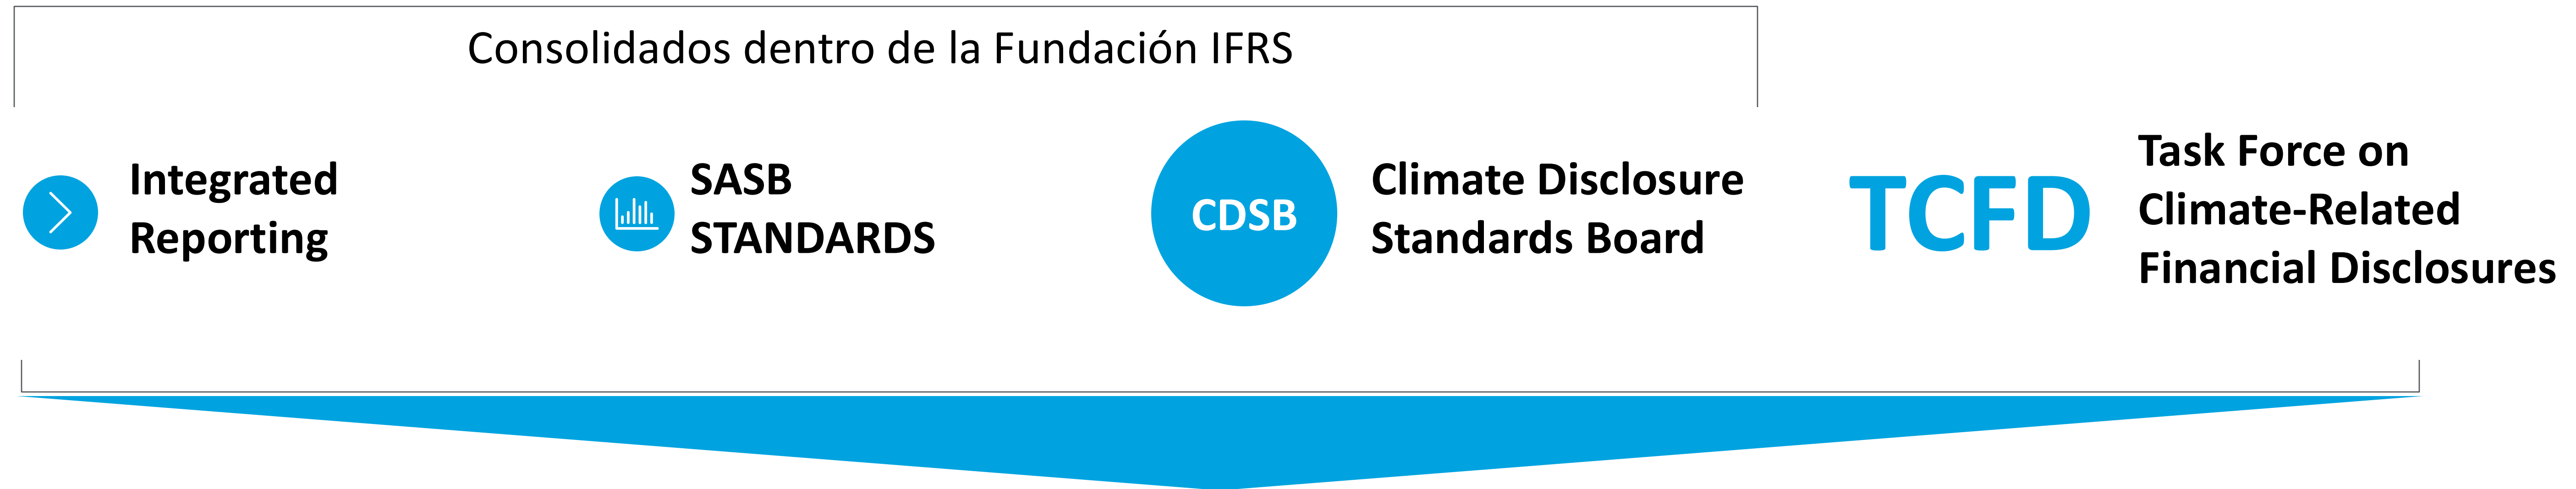 Consolidados dentro de la Fundación IFRS
Integrated
Reporting
SASB
STANDARDS
CDSB
Climate Disclosure
Standards Board
TCFD
Task Force on
Climate-Related
Financial Disclosures